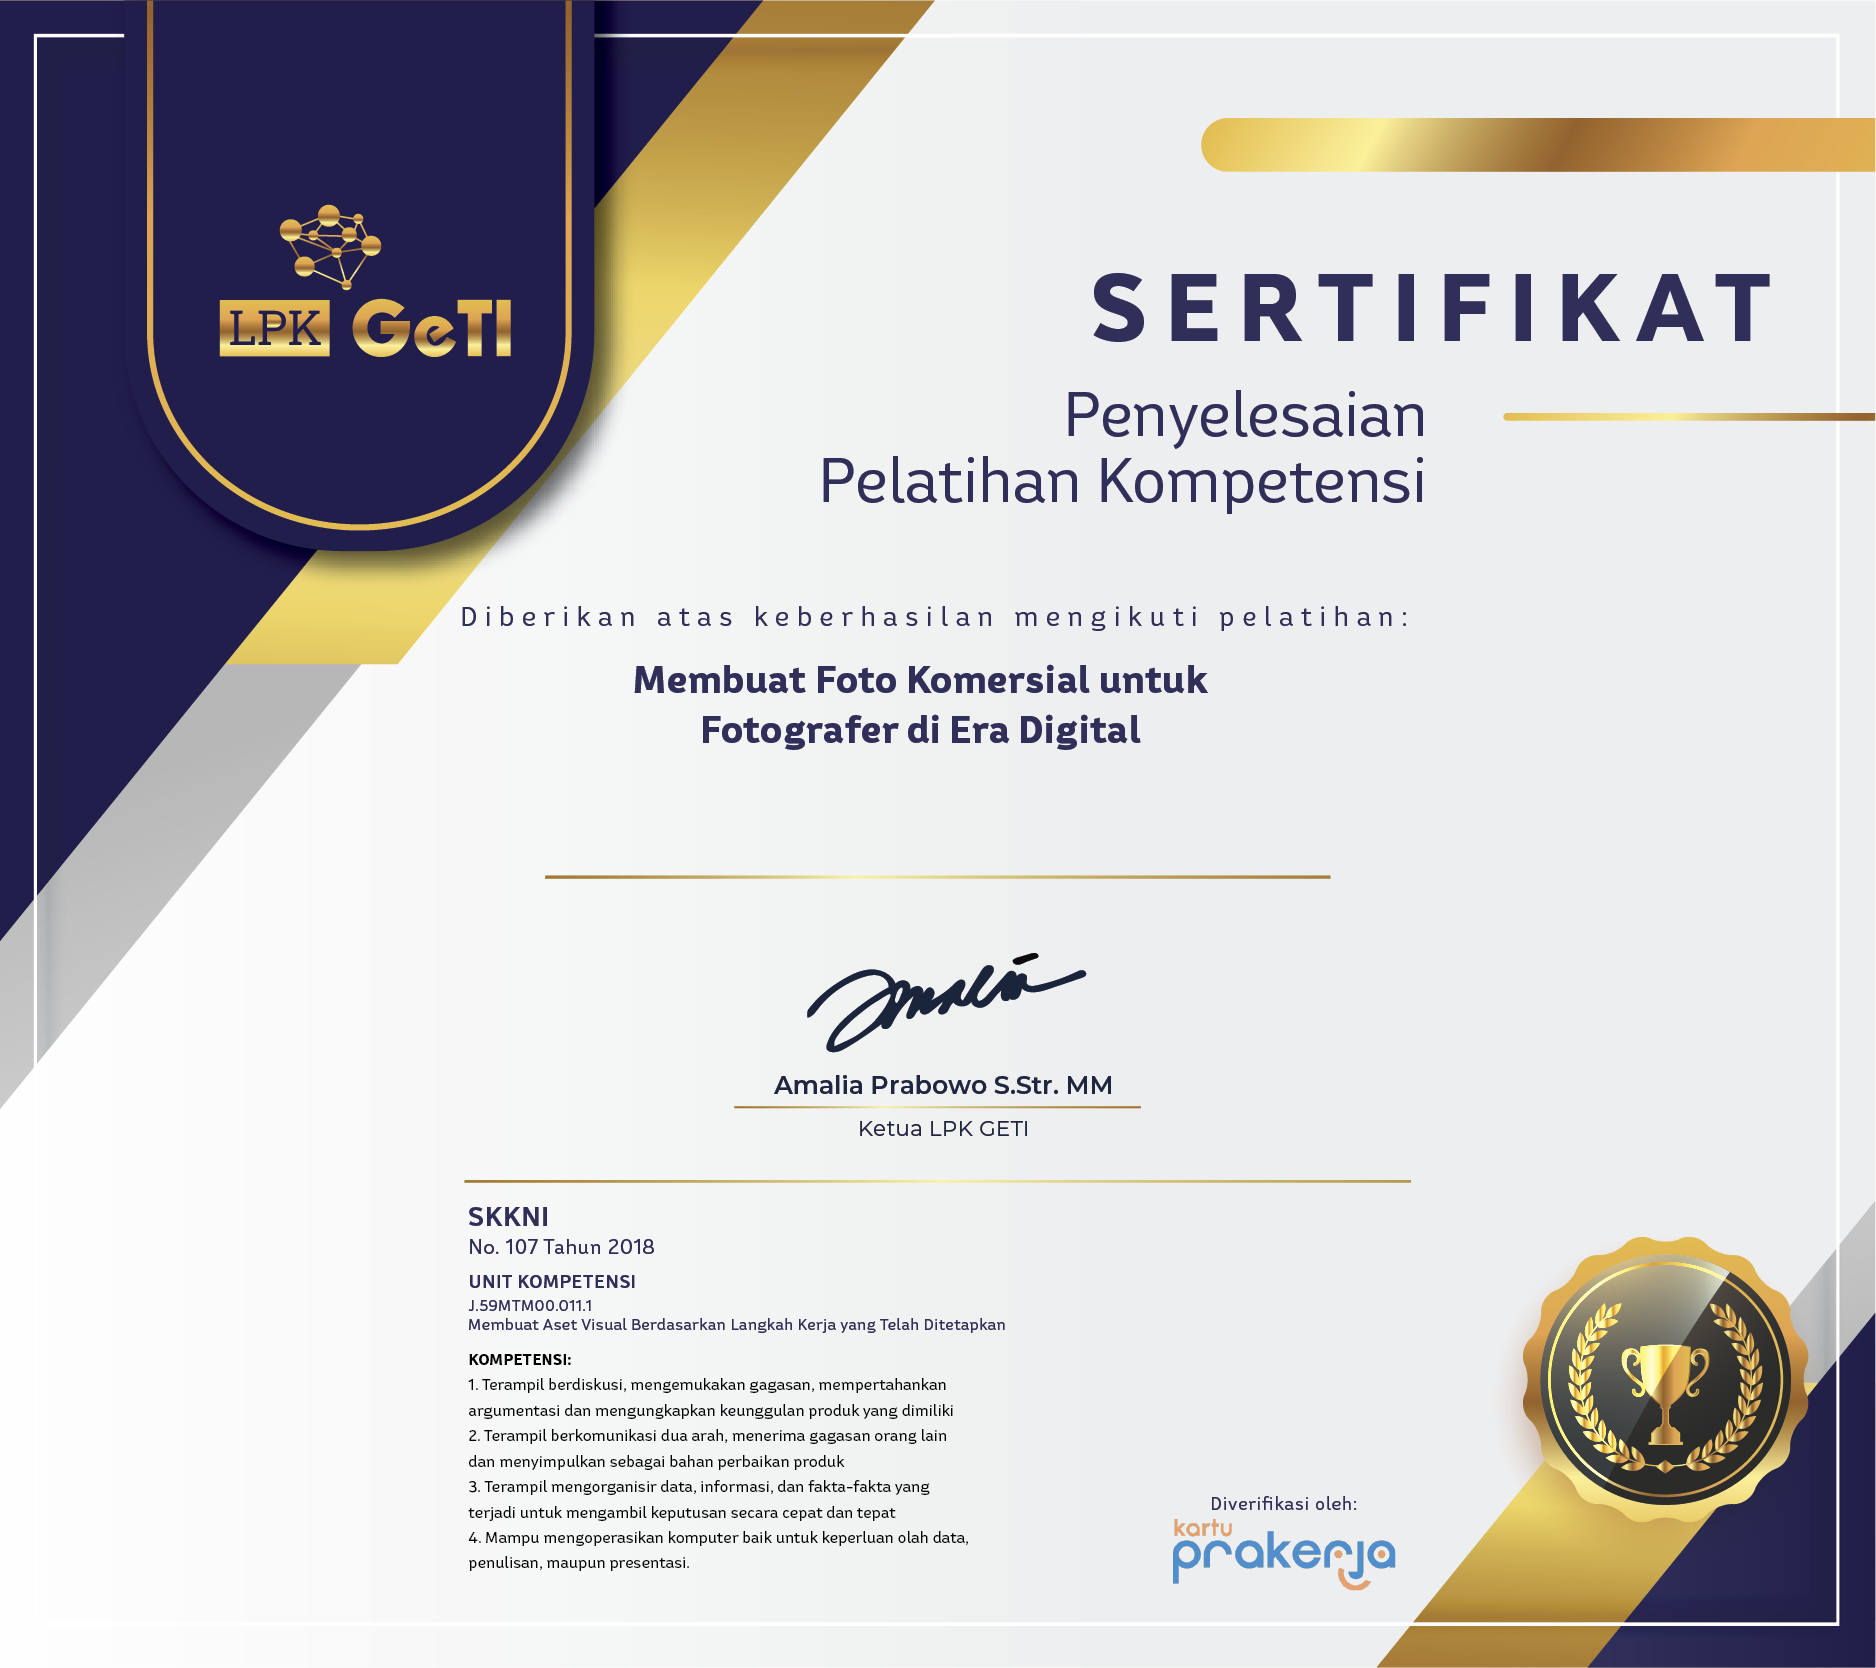 LPK GeTI
SERTIFIKAT
Penyelesaian
Pelatihan Kompetensi
Diberikan atas keberhasilan mengikuti pelatihan:
Membuat Foto Komersial untuk
Fotografer di Era Digital
Amalia
Amalia Prabowo S.Str. MM
Ketua LPK GETI
SKKNI
No. 107 Tahun 2018
UNIT KOMPETENSI
J.59MTM00.011.1
Membuat Aset Visual Berdasarkan Langkah Kerja yang Telah Ditetapkan
KOMPETENSI:
1. Terampil berdiskusi, mengemukakan gagasan, mempertahankan
argumentasi dan mengungkapkan keunggulan produk yang dimiliki
2. Terampil berkomunikasi dua arah, menerima gagasan orang lain
dan menyimpulkan sebagai bahan perbaikan produk
3. Terampil mengorganisir data, informasi, dan fakta-fakta yang
terjadi untuk mengambil keputusan secara cepat dan tepat
4. Mampu mengoperasikan komputer baik untuk keperluan olah data,
penulisan, maupun presentasi.
Diverifikasi oleh:
kartu
prakerja